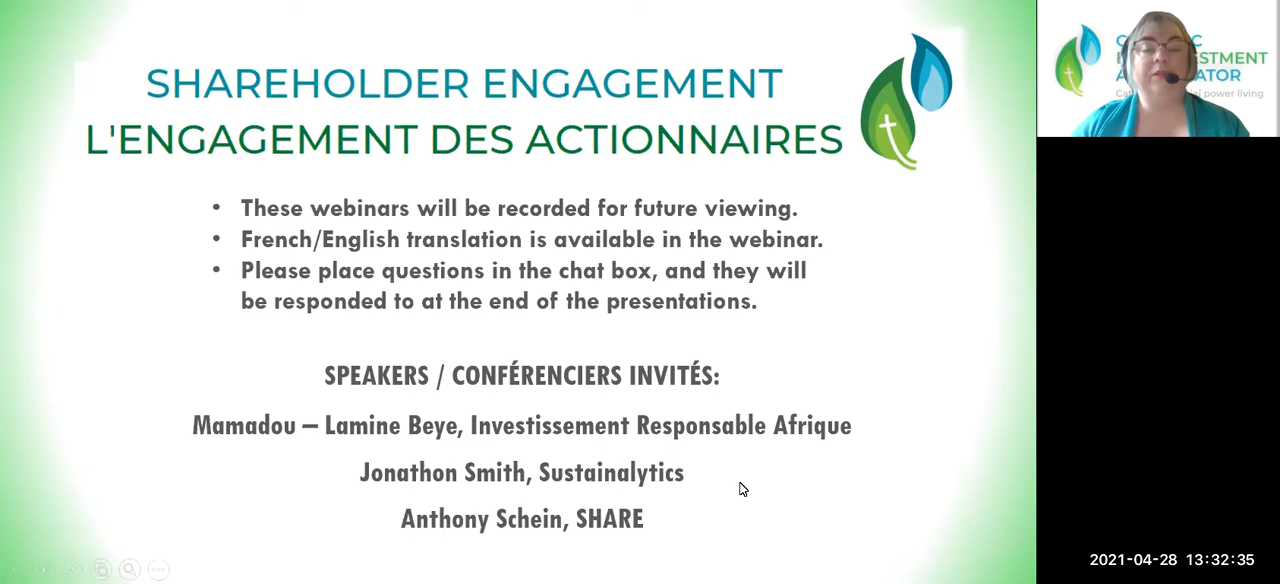 SHAREHOLDER ENGAGEMENT
L'ENGAGEMENT DES ACTIONNAIRES
• These webinars will be recorded for future viewing.
• French/English translation is available in the webinar.
• Please place questions in the chat box, and they will
be responded to at the end of the presentations.
SPEAKERS / CONFÉRENCIERS INVITÉS:
Mamadou – Lamine Beye, Investissement Responsable Afrique
Jonathon Smith, Sustainalytics
Anthony Schein, SHARE
power living
2021-04-28 13:32:35